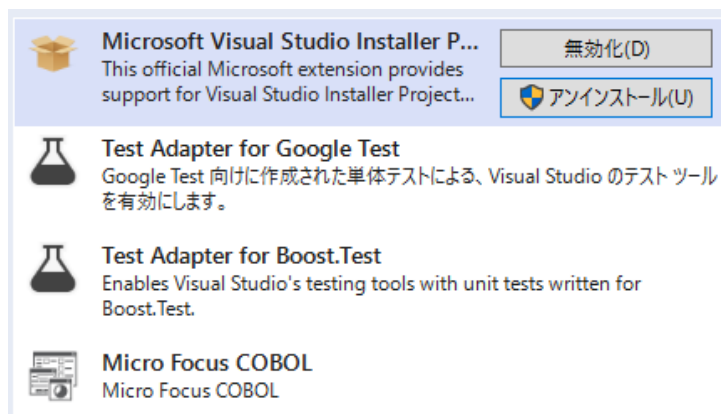 Microsoft Visual Studio Installer P...
無効化(D)
This official Microsoft extension provides
support for Visual Studio Installer Project...
アンインストール(U)
Test Adapter for Google Test
Google Test 向けに作成された単体テストによる、Visual Studio のテスト ツール
を有効にします。
Test Adapter for Boost.Test
Enables Visual Studio's testing tools with unit tests written for
Boost.Test.
Micro Focus COBOL
Micro Focus COBOL